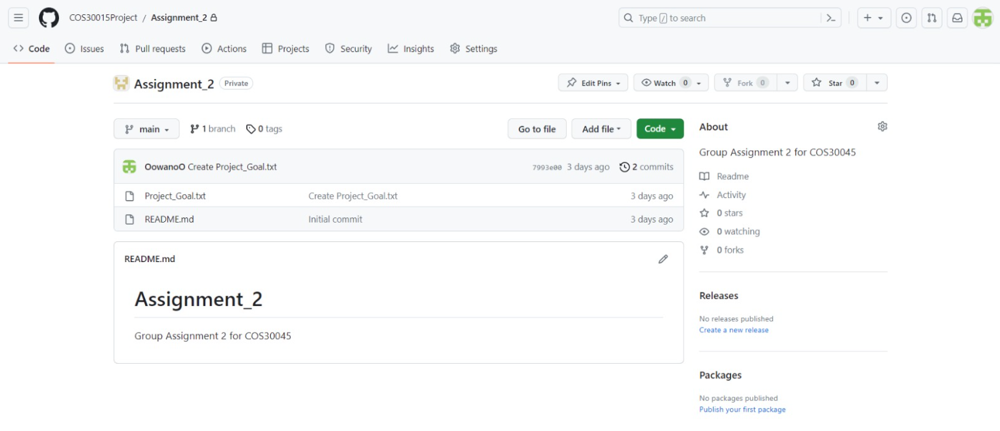 COS30015Project / Assignment_2
Type / to search
Code Issues Pull requests Actions Projects Security Insights Settings
Assignment_2 Private
Edit Pins Watch 0 Fork 0 Star 0
main 1 branch 0 tags
Go to file Add file Code
OowanoO Create Project_Goal.txt 7993e00 3 days ago 2 commits
Project_Goal.txt Create Project_Goal.txt 3 days ago
README.md Initial commit 3 days ago
README.md
Assignment_2
Group Assignment 2 for COS30045
About
Group Assignment 2 for COS30045
Readme
Activity
0 stars
0 watching
0 forks
Releases
No releases published
Create a new release
Packages
No packages published
Publish your first package